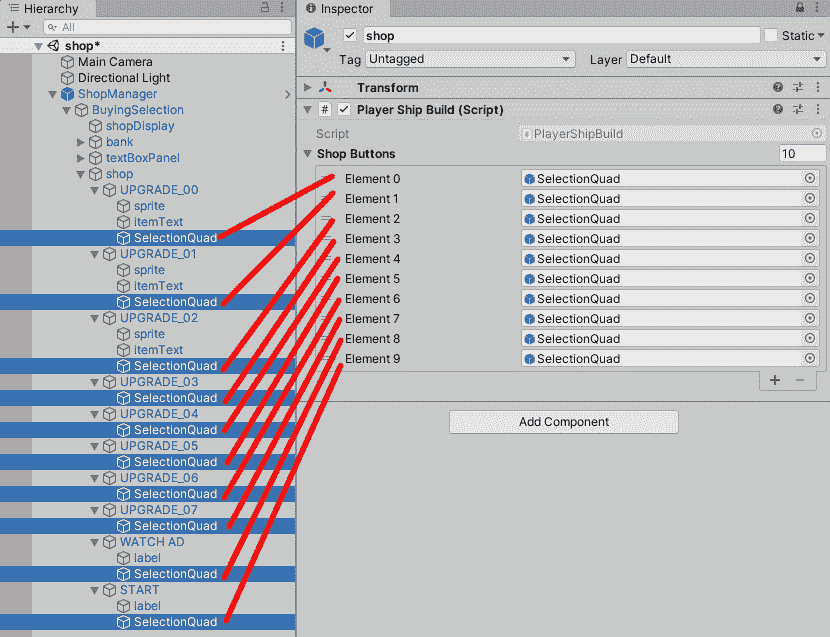 Hierarchy
All
shop*
Main Camera
Directional Light
ShopManager
BuyingSelection
shopDisplay
bank
textBoxPanel
shop
UPGRADE_00
sprite
itemText
SelectionQuad
UPGRADE_01
sprite
itemText
SelectionQuad
UPGRADE_02
sprite
itemText
SelectionQuad
UPGRADE_03
SelectionQuad
UPGRADE_04
SelectionQuad
UPGRADE_05
SelectionQuad
UPGRADE_06
SelectionQuad
UPGRADE_07
SelectionQuad
WATCH AD
label
SelectionQuad
START
label
SelectionQuad
Inspector
shop Static
Tag Untagged Layer Default
Transform
# Player Ship Build (Script)
Script # PlayerShipBuild
Shop Buttons 10
Element 0 SelectionQuad
Element 1 SelectionQuad
Element 2 SelectionQuad
Element 3 SelectionQuad
Element 4 SelectionQuad
Element 5 SelectionQuad
Element 6 SelectionQuad
Element 7 SelectionQuad
Element 8 SelectionQuad
Element 9 SelectionQuad
+ −
Add Component